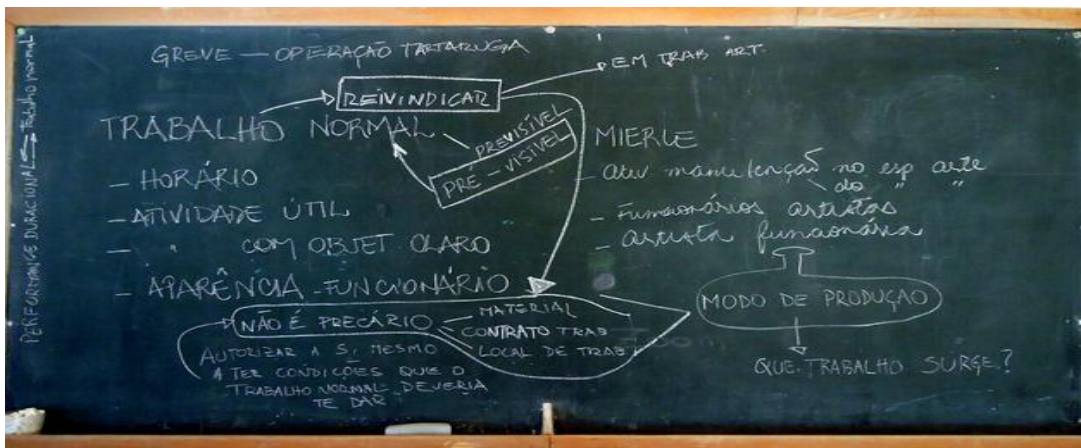 GREVE — OPERAÇÃO TARTARUGA
EM TRAB ART.
REIVINDICAR
TRABALHO NORMAL
PREVISÍVEL
PRE-VISÍVEL
- HORÁRIO
- ATIVIDADE ÚTIL
- " COM OBJET. CLARO
- APARÊNCIA-FUNCIONÁRIO
NÃO É PRECÁRIO
MATERIAL
CONTRATO TRAB
LOCAL DE TRAB
AUTORIZAR A SI MESMO
A TER CONDIÇÕES QUE O
TRABALHO NORMAL DEVERIA
TE DAR
MIERLE
- Ativ manutenção no esp arte
do " "
- Funcionários artistas
- artista funcionária
MODO DE PRODUÇÃO
QUE TRABALHO SURGE?
PERFORMANCE DURACIONAL Trabalho normal